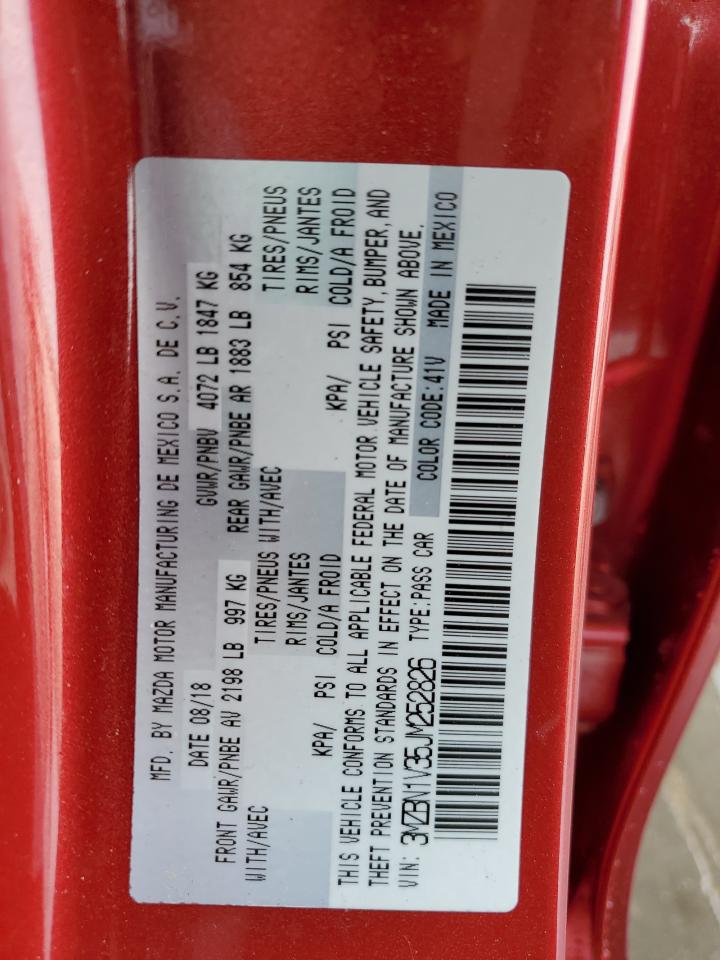 MFD. BY MAZDA MOTOR MANUFACTURING DE MEXICO S.A. DE C.V.
DATE 08/18 GVWR/PNBV 4072 LB 1847 KG
FRONT GAWR/PNBE AV 2198 LB 997 KG REAR GAWR/PNBE AR 1883 LB 854 KG
WITH/AVEC TIRES/PNEUS WITH/AVEC TIRES/PNEUS
RIMS/JANTES RIMS/JANTES
KPA/ PSI COLD/A FROID KPA/ PSI COLD/A FROID
THIS VEHICLE CONFORMS TO ALL APPLICABLE FEDERAL MOTOR VEHICLE SAFETY, BUMPER, AND
THEFT PREVENTION STANDARDS IN EFFECT ON THE DATE OF MANUFACTURE SHOWN ABOVE.
VIN: 3MZBN1V35JM252826 TYPE:PASS CAR COLOR CODE:41V MADE IN MEXICO